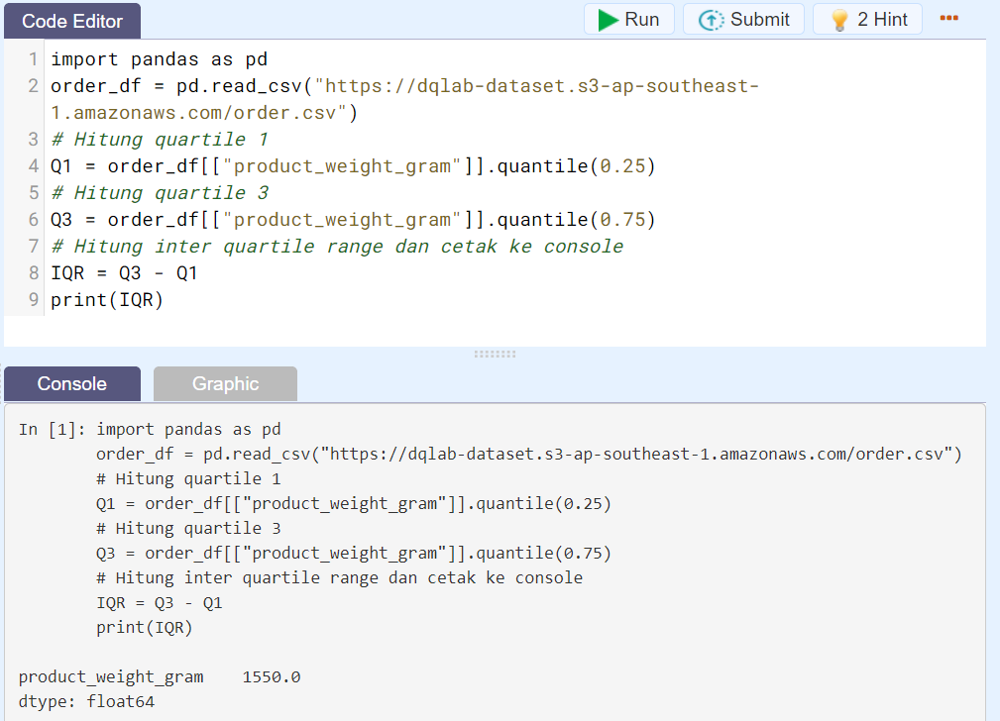 Code Editor
Run
Submit
2 Hint
1 import pandas as pd
2 order_df = pd.read_csv("https://dqlab-dataset.s3-ap-southeast-
1.amazonaws.com/order.csv")
3 # Hitung quartile 1
4 Q1 = order_df[["product_weight_gram"]].quantile(0.25)
5 # Hitung quartile 3
6 Q3 = order_df[["product_weight_gram"]].quantile(0.75)
7 # Hitung inter quartile range dan cetak ke console
8 IQR = Q3 - Q1
9 print(IQR)
Console
Graphic
In [1]: import pandas as pd
order_df = pd.read_csv("https://dqlab-dataset.s3-ap-southeast-1.amazonaws.com/order.csv")
# Hitung quartile 1
Q1 = order_df[["product_weight_gram"]].quantile(0.25)
# Hitung quartile 3
Q3 = order_df[["product_weight_gram"]].quantile(0.75)
# Hitung inter quartile range dan cetak ke console
IQR = Q3 - Q1
print(IQR)
product_weight_gram    1550.0
dtype: float64